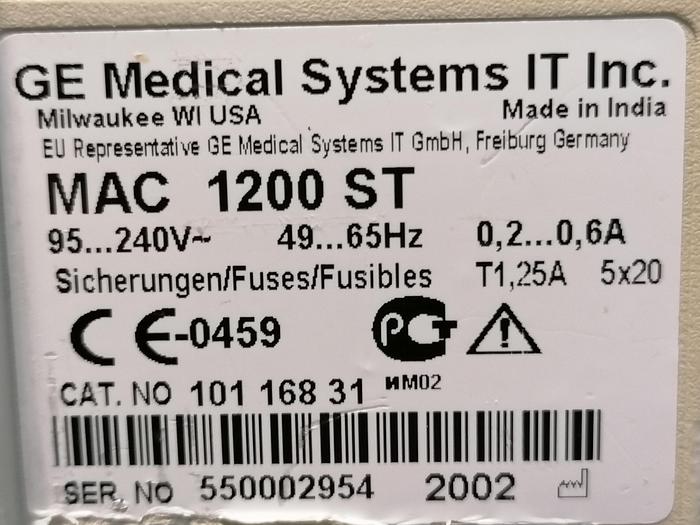 GE Medical Systems IT Inc.
Milwaukee WI USA Made in India
EU Representative GE Medical Systems IT GmbH, Freiburg Germany
MAC 1200 ST
95...240V~ 49...65Hz 0,2...0,6A
Sicherungen/Fuses/Fusibles T1,25A 5x20
CE-0459 РСТ
ИМ02
CAT. NO 101 168 31
SER. NO 550002954 2002